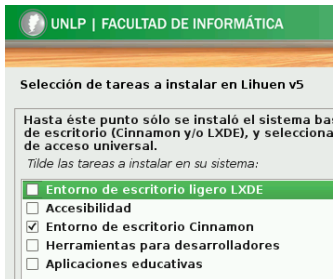 UNLP | FACULTAD DE INFORMÁTICA
Selección de tareas a instalar en Lihuen v5
Hasta éste punto sólo se instaló el sistema
de escritorio (Cinnamon y/o LXDE), y
de acceso universal.
Tilde las tareas a instalar en su sistema:
Entorno de escritorio ligero LXDE
Accesibilidad
Entorno de escritorio Cinnamon
Herramientas para desarrolladores
Aplicaciones educativas